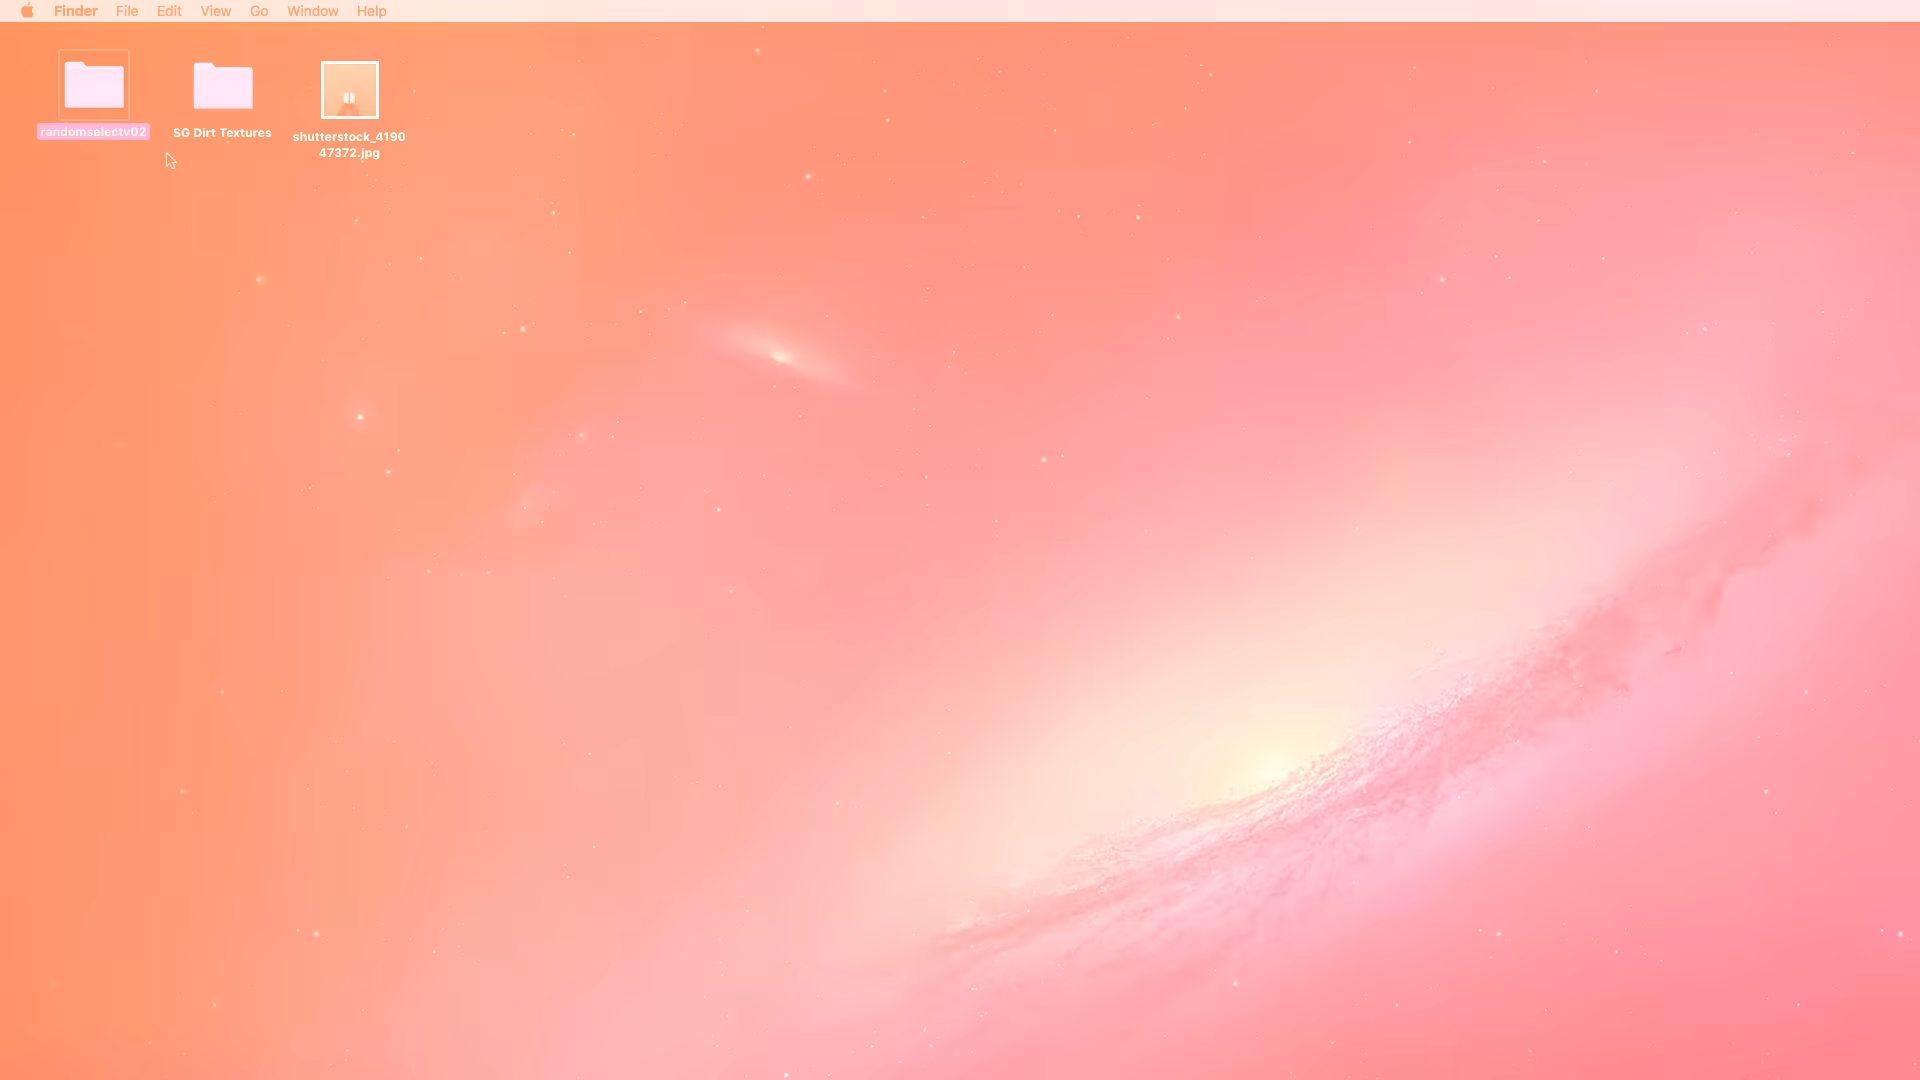 Finder File Edit View Go Window Help
randomselectv02
SG Dirt Textures
shutterstock_4190
47372.jpg